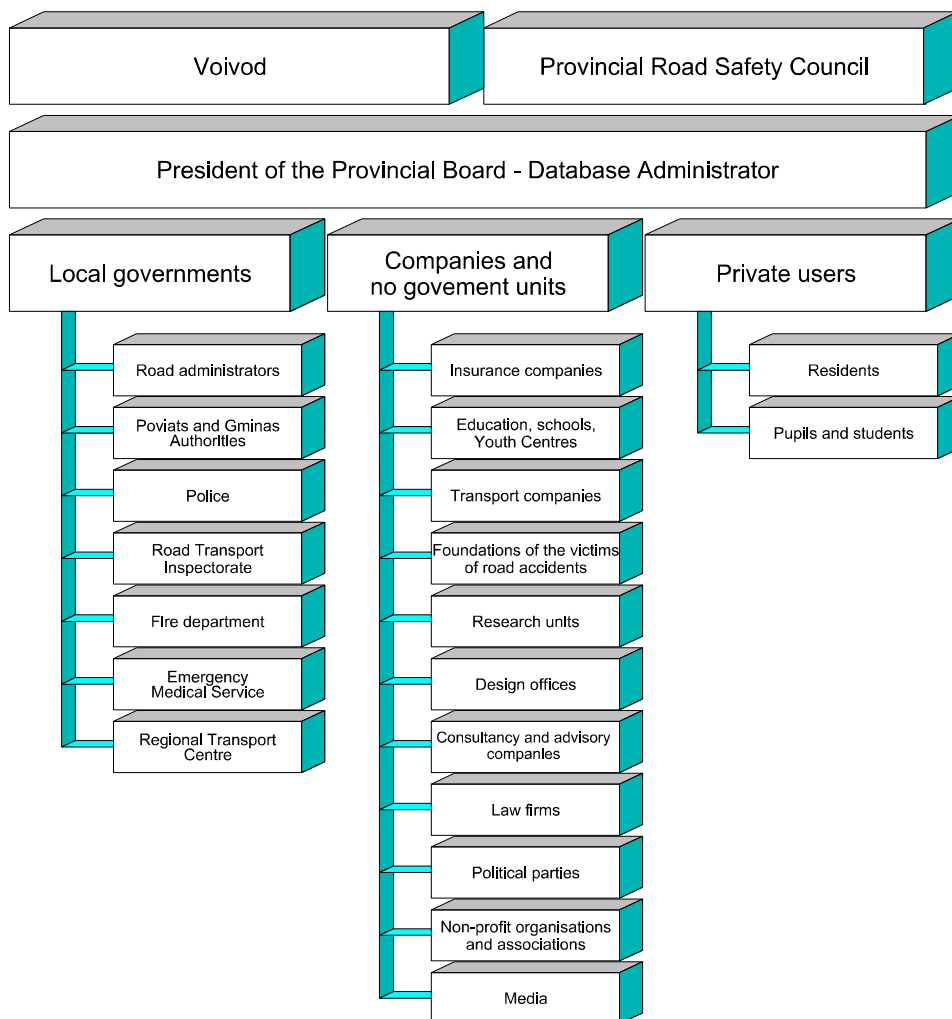 Voivod
Provincial Road Safety Council
President of the Provincial Board - Database Administrator
Local governments
Companies and
no govement units
Private users
Road administrators
Poviats and Gminas
Authorities
Police
Road Transport
Inspectorate
Fire department
Emergency
Medical Service
Regional Transport
Centre
Insurance companies
Education, schools,
Youth Centres
Transport companies
Foundations of the victims
of road accidents
Research units
Design offices
Consultancy and advisory
companies
Law firms
Political parties
Non-profit organisations
and associations
Media
Residents
Pupils and students